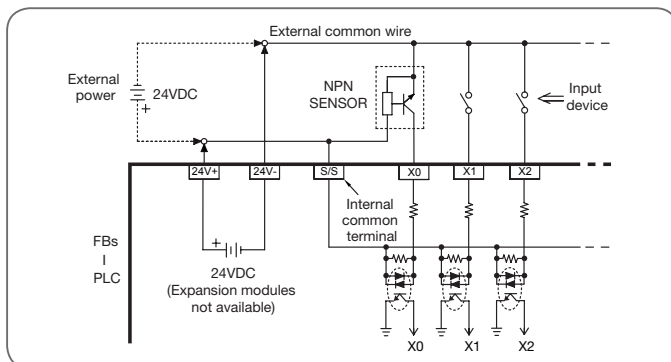 External common wire
External
power
24VDC
+
NPN
SENSOR
Input
device
24V+
24V-
S/S
X0
X1
X2
Internal
common
terminal
FBs
I
PLC
+
24VDC
(Expansion modules
not available)
X0
X1
X2